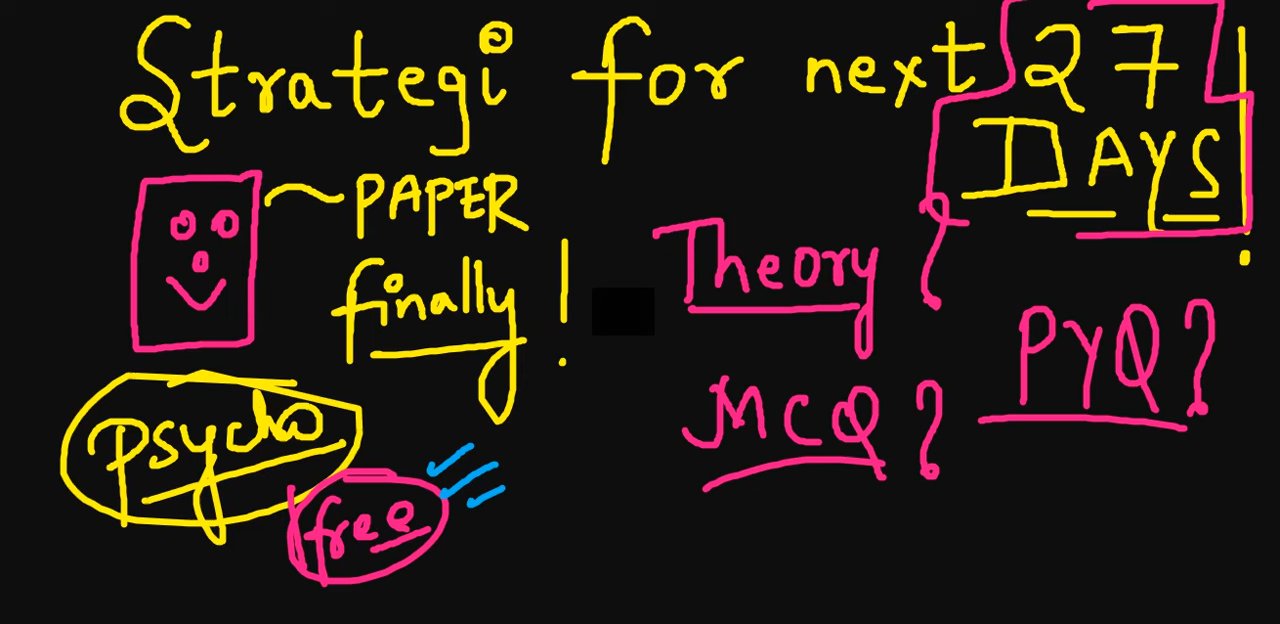 Strategi for next 27
DAYS !
PAPER
finally !
Theory ?
MCQ ?
PYQ ?
psycho
free